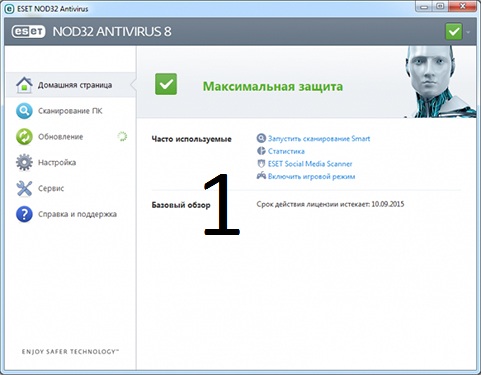 ESET NOD32 Antivirus
eset NOD32 ANTIVIRUS 8
Домашняя страница
Сканирование ПК
Обновление
Настройка
Сервис
Справка и поддержка
Максимальная защита
Часто используемые
Запустить сканирование Smart
Статистика
ESET Social Media Scanner
Включить игровой режим
1
Базовый обзор
Срок действия лицензии истекает: 10.09.2015
ENJOY SAFER TECHNOLOGY™